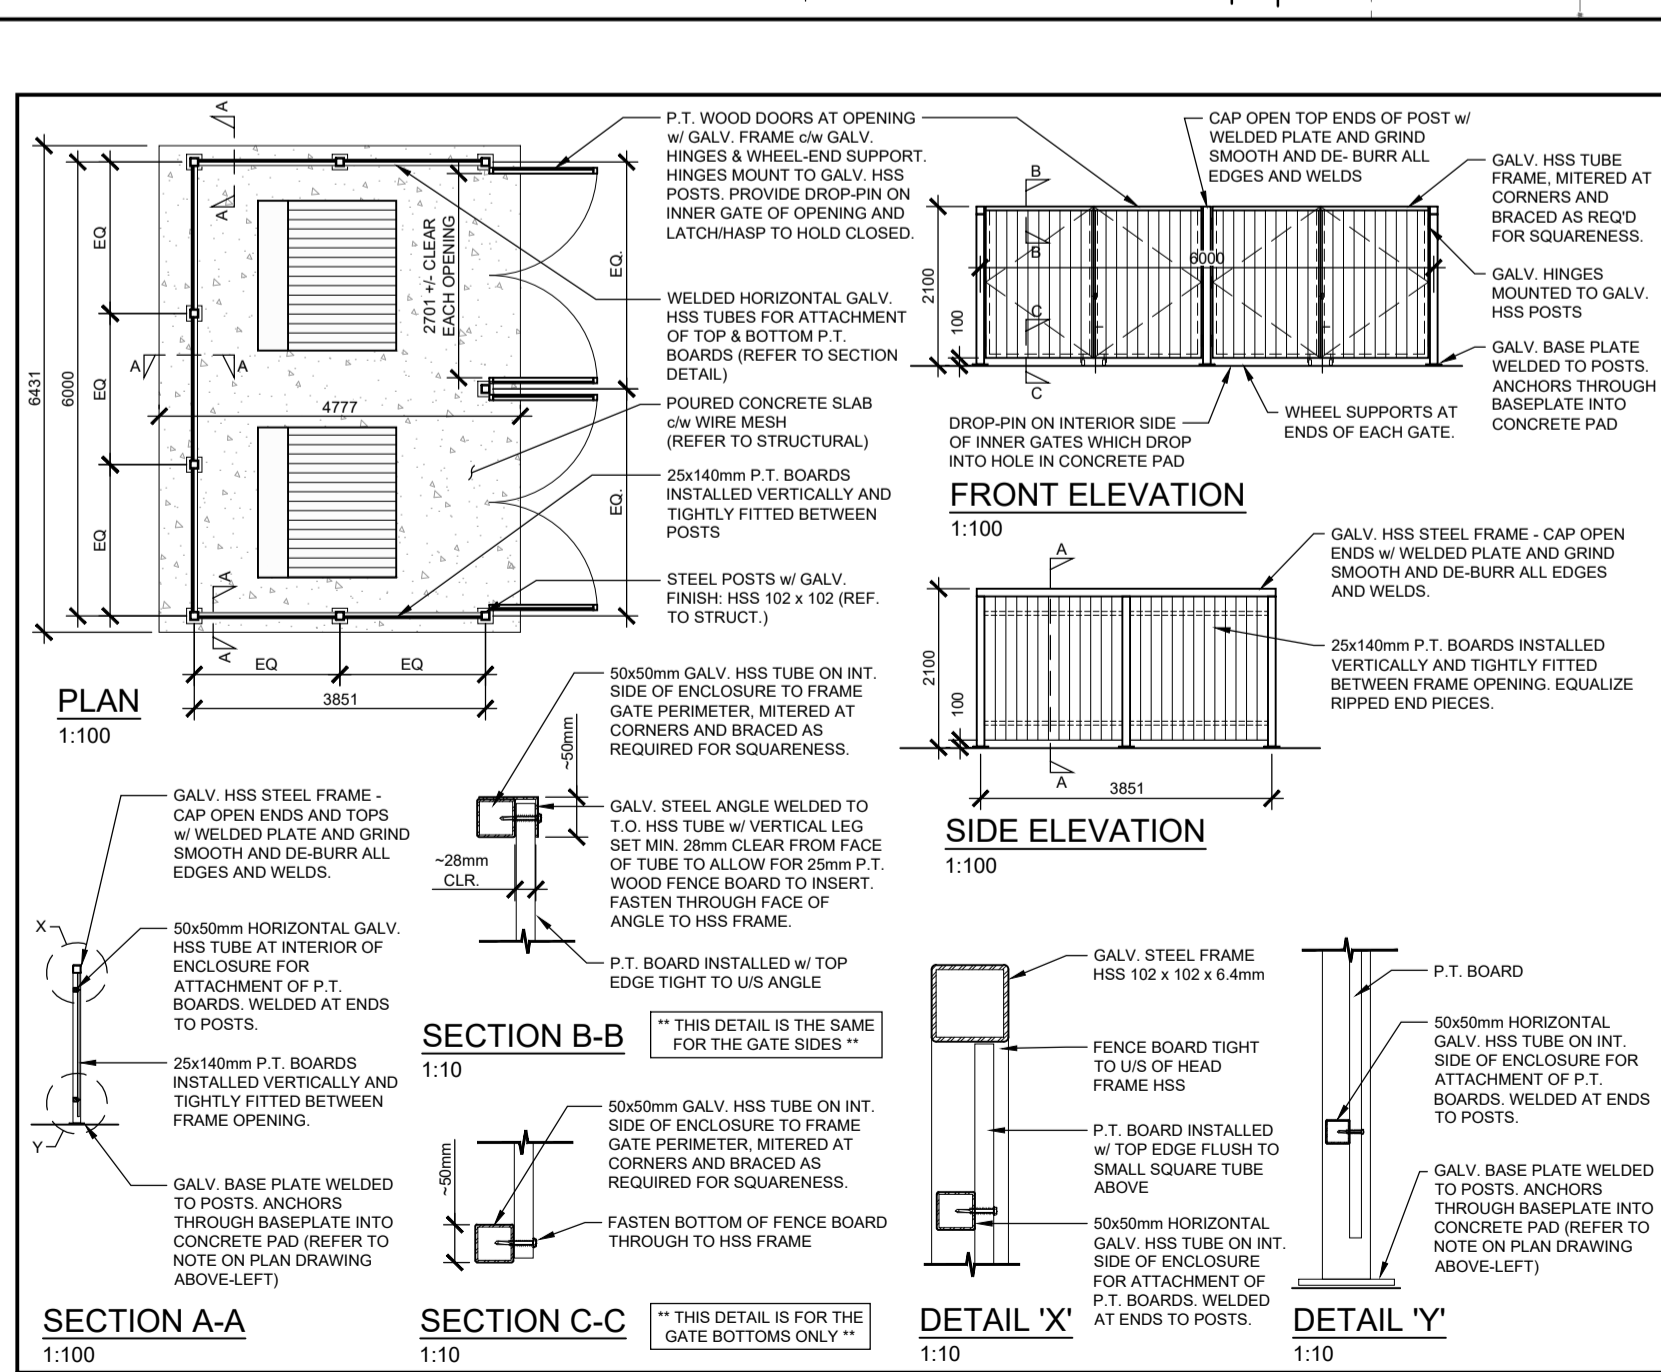 P.T. WOOD DOORS AT OPENING
w/ GALV. FRAME c/w GALV.
HINGES & WHEEL-END SUPPORT.
HINGES MOUNT TO GALV. HSS
POSTS. PROVIDE DROP-PIN ON
INNER GATE OF OPENING AND
LATCH/HASP TO HOLD CLOSED.
WELDED HORIZONTAL GALV.
HSS TUBES FOR ATTACHMENT
OF TOP & BOTTOM P.T.
BOARDS (REFER TO SECTION
DETAIL)
POURED CONCRETE SLAB
c/w WIRE MESH
(REFER TO STRUCTURAL)
25x140mm P.T. BOARDS
INSTALLED VERTICALLY AND
TIGHTLY FITTED BETWEEN
POSTS
STEEL POSTS w/ GALV.
FINISH: HSS 102 x 102 (REF.
TO STRUCT.)
A
A
A
A
A
A
EQ
EQ
EQ
6431
6000
4777
2701 +/- CLEAR
EACH OPENING
EQ.
EQ.
EQ
EQ
3851
PLAN
1:100
CAP OPEN TOP ENDS OF POST w/
WELDED PLATE AND GRIND
SMOOTH AND DE- BURR ALL
EDGES AND WELDS
GALV. HSS TUBE
FRAME, MITERED AT
CORNERS AND
BRACED AS REQ'D
FOR SQUARENESS.
GALV. HINGES
MOUNTED TO GALV.
HSS POSTS
GALV. BASE PLATE
WELDED TO POSTS.
ANCHORS THROUGH
BASEPLATE INTO
CONCRETE PAD
B
B
C
C
6000
2100
100
DROP-PIN ON INTERIOR SIDE
OF INNER GATES WHICH DROP
INTO HOLE IN CONCRETE PAD
WHEEL SUPPORTS AT
ENDS OF EACH GATE.
FRONT ELEVATION
1:100
GALV. HSS STEEL FRAME - CAP OPEN
ENDS w/ WELDED PLATE AND GRIND
SMOOTH AND DE-BURR ALL EDGES
AND WELDS.
25x140mm P.T. BOARDS INSTALLED
VERTICALLY AND TIGHTLY FITTED
BETWEEN FRAME OPENING. EQUALIZE
RIPPED END PIECES.
A
A
2100
100
3851
SIDE ELEVATION
1:100
GALV. HSS STEEL FRAME -
CAP OPEN ENDS AND TOPS
w/ WELDED PLATE AND GRIND
SMOOTH AND DE-BURR ALL
EDGES AND WELDS.
X
50x50mm HORIZONTAL GALV.
HSS TUBE AT INTERIOR OF
ENCLOSURE FOR
ATTACHMENT OF P.T.
BOARDS. WELDED AT ENDS
TO POSTS.
25x140mm P.T. BOARDS
INSTALLED VERTICALLY AND
TIGHTLY FITTED BETWEEN
FRAME OPENING.
Y
GALV. BASE PLATE WELDED
TO POSTS. ANCHORS
THROUGH BASEPLATE INTO
CONCRETE PAD (REFER TO
NOTE ON PLAN DRAWING
ABOVE-LEFT)
SECTION A-A
1:100
50x50mm GALV. HSS TUBE ON INT.
SIDE OF ENCLOSURE TO FRAME
GATE PERIMETER, MITERED AT
CORNERS AND BRACED AS
REQUIRED FOR SQUARENESS.
~50mm
GALV. STEEL ANGLE WELDED TO
T.O. HSS TUBE w/ VERTICAL LEG
SET MIN. 28mm CLEAR FROM FACE
OF TUBE TO ALLOW FOR 25mm P.T.
WOOD FENCE BOARD TO INSERT.
FASTEN THROUGH FACE OF
ANGLE TO HSS FRAME.
~28mm
CLR.
P.T. BOARD INSTALLED w/ TOP
EDGE TIGHT TO U/S ANGLE
SECTION B-B
1:10
** THIS DETAIL IS THE SAME
FOR THE GATE SIDES **
50x50mm GALV. HSS TUBE ON INT.
SIDE OF ENCLOSURE TO FRAME
GATE PERIMETER, MITERED AT
CORNERS AND BRACED AS
REQUIRED FOR SQUARENESS.
~50mm
FASTEN BOTTOM OF FENCE BOARD
THROUGH TO HSS FRAME
SECTION C-C
1:10
** THIS DETAIL IS FOR THE
GATE BOTTOMS ONLY **
GALV. STEEL FRAME
HSS 102 x 102 x 6.4mm
FENCE BOARD TIGHT
TO U/S OF HEAD
FRAME HSS
P.T. BOARD INSTALLED
w/ TOP EDGE FLUSH TO
SMALL SQUARE TUBE
ABOVE
50x50mm HORIZONTAL
GALV. HSS TUBE ON INT.
SIDE OF ENCLOSURE
FOR ATTACHMENT OF
P.T. BOARDS. WELDED
AT ENDS TO POSTS.
DETAIL 'X'
1:10
P.T. BOARD
50x50mm HORIZONTAL
GALV. HSS TUBE ON INT.
SIDE OF ENCLOSURE FOR
ATTACHMENT OF P.T.
BOARDS. WELDED AT ENDS
TO POSTS.
GALV. BASE PLATE WELDED
TO POSTS. ANCHORS
THROUGH BASEPLATE INTO
CONCRETE PAD (REFER TO
NOTE ON PLAN DRAWING
ABOVE-LEFT)
DETAIL 'Y'
1:10